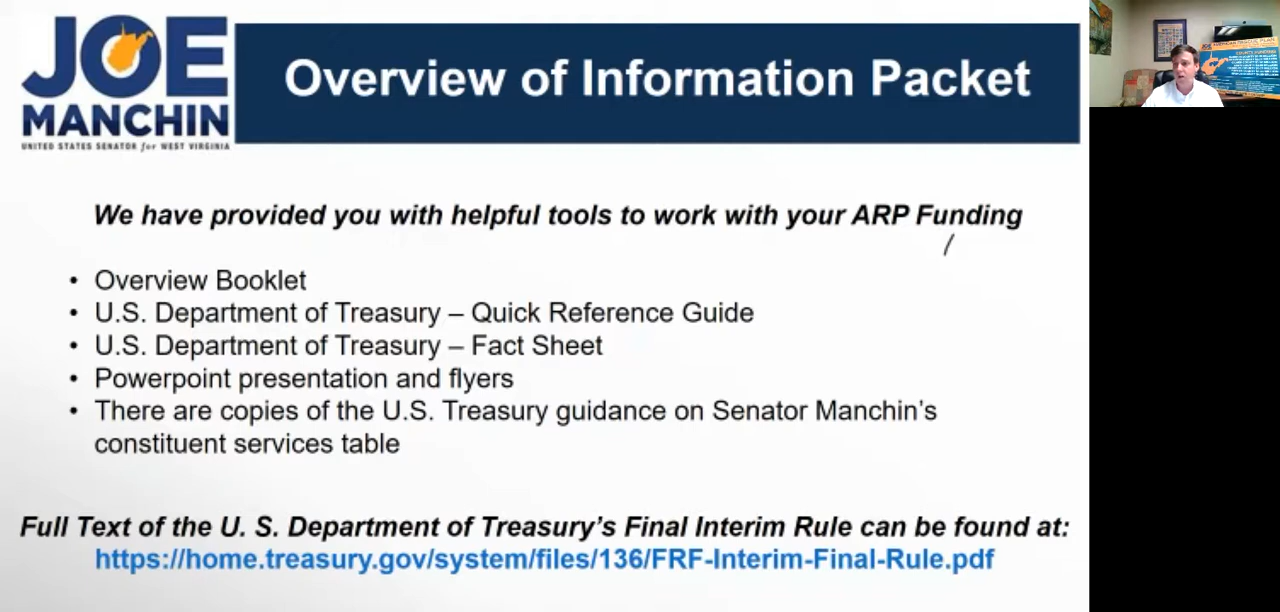 JOE
MANCHIN
UNITED STATES SENATOR for WEST VIRGINIA
Overview of Information Packet
We have provided you with helpful tools to work with your ARP Funding
• Overview Booklet
• U.S. Department of Treasury – Quick Reference Guide
• U.S. Department of Treasury – Fact Sheet
• Powerpoint presentation and flyers
• There are copies of the U.S. Treasury guidance on Senator Manchin's
constituent services table
Full Text of the U. S. Department of Treasury's Final Interim Rule can be found at:
https://home.treasury.gov/system/files/136/FRF-Interim-Final-Rule.pdf
AMERICAN RESCUE PLAN